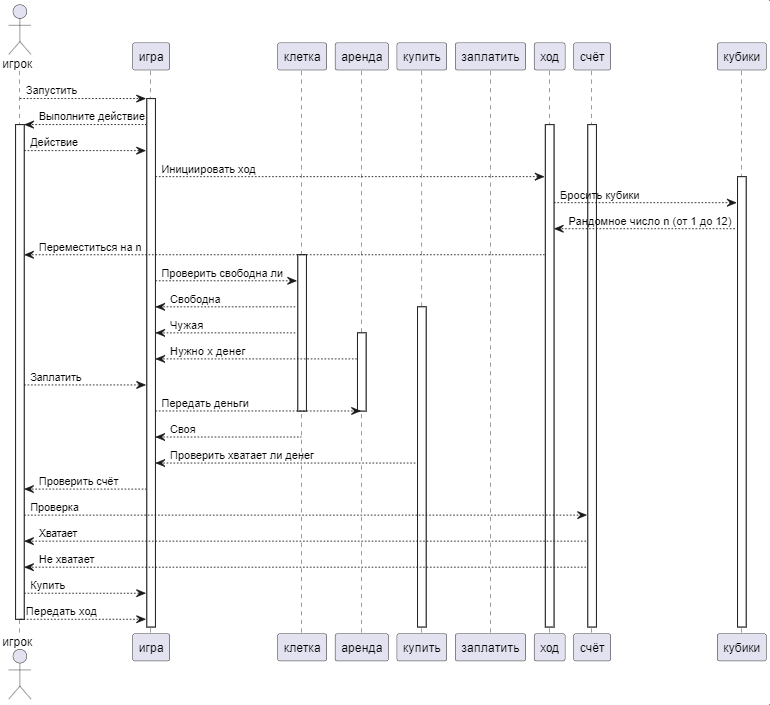 игрок
игра
клетка
аренда
купить
заплатить
ход
счёт
кубики
Запустить
Выполните действие
Действие
Инициировать ход
Бросить кубики
Рандомное число n (от 1 до 12)
Переместиться на n
Проверить свободна ли
Свободна
Чужая
Нужно х денег
Заплатить
Передать деньги
Своя
Проверить хватает ли денег
Проверить счёт
Проверка
Хватает
Не хватает
Купить
Передать ход
игрок
игра
клетка
аренда
купить
заплатить
ход
счёт
кубики